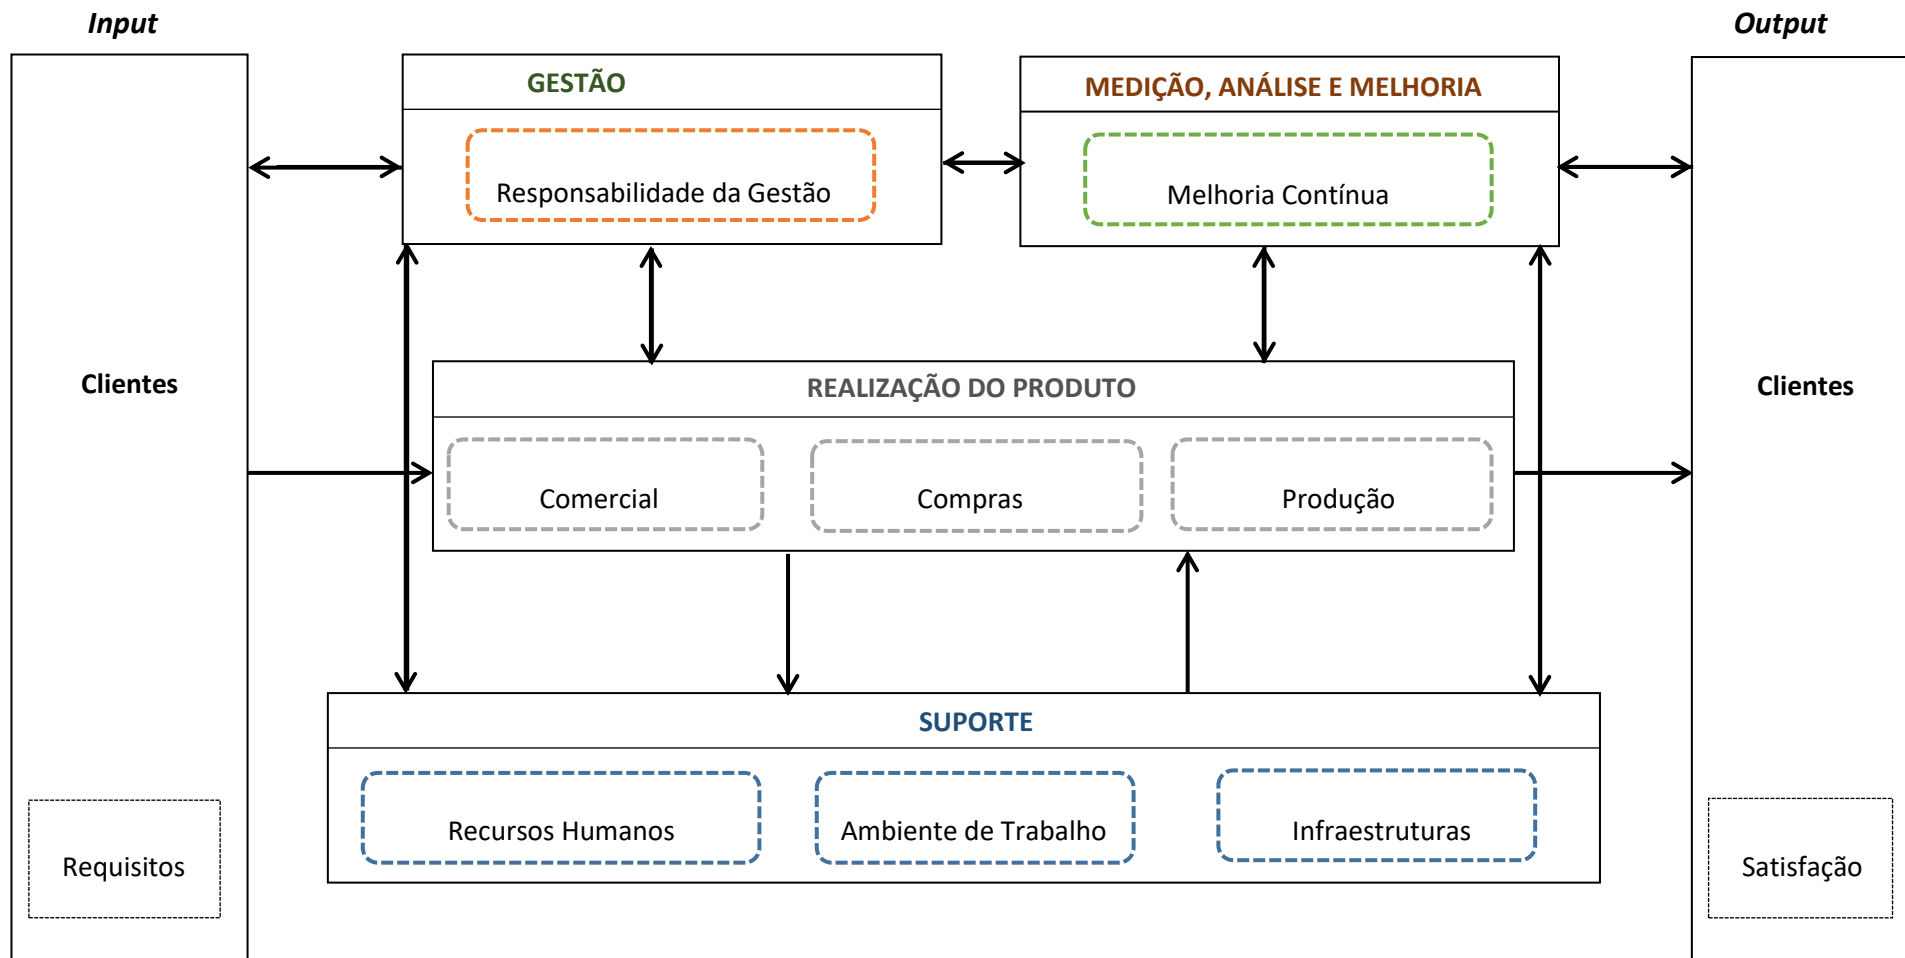 Input
Output
GESTÃO
MEDIÇÃO, ANÁLISE E MELHORIA
Responsabilidade da Gestão
Melhoria Contínua
Clientes
REALIZAÇÃO DO PRODUTO
Clientes
Comercial
Compras
Produção
SUPORTE
Recursos Humanos
Ambiente de Trabalho
Infraestruturas
Requisitos
Satisfação